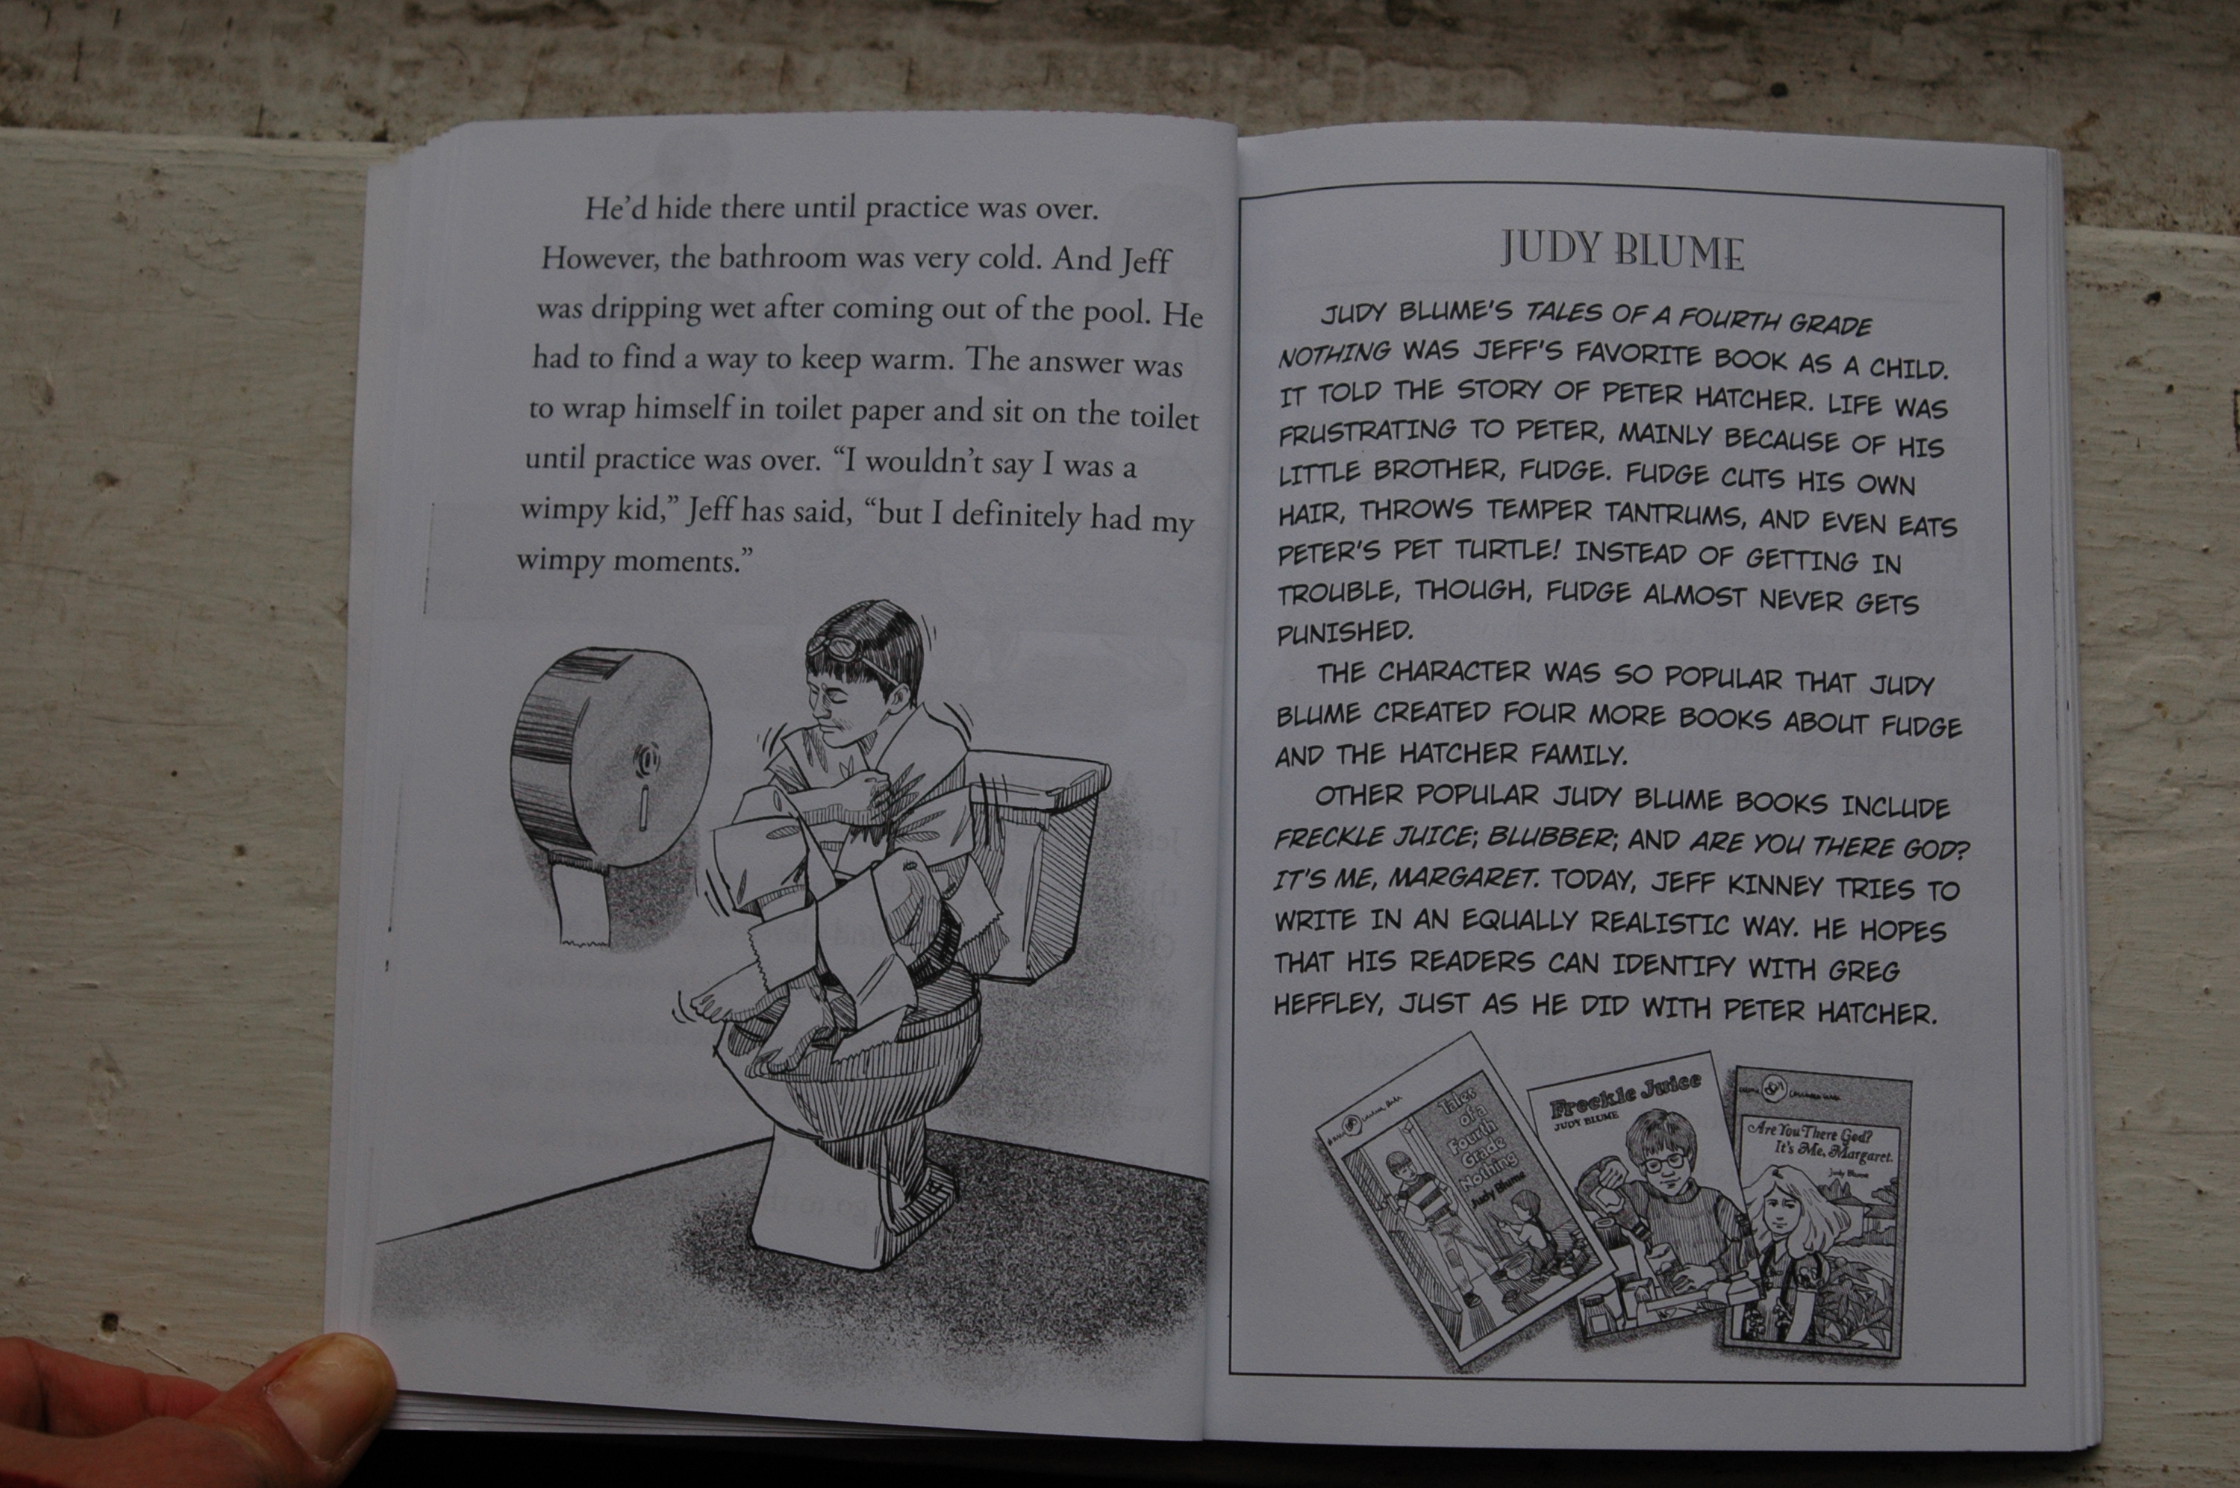 He'd hide there until practice was over.
However, the bathroom was very cold. And Jeff
was dripping wet after coming out of the pool. He
had to find a way to keep warm. The answer was
to wrap himself in toilet paper and sit on the toilet
until practice was over. “I wouldn't say I was a
wimpy kid,” Jeff has said, “but I definitely had my
wimpy moments.”
JUDY BLUME
JUDY BLUME'S TALES OF A FOURTH GRADE
NOTHING WAS JEFF'S FAVORITE BOOK AS A CHILD.
IT TOLD THE STORY OF PETER HATCHER. LIFE WAS
FRUSTRATING TO PETER, MAINLY BECAUSE OF HIS
LITTLE BROTHER, FUDGE. FUDGE CUTS HIS OWN
HAIR, THROWS TEMPER TANTRUMS, AND EVEN EATS
PETER'S PET TURTLE! INSTEAD OF GETTING IN
TROUBLE, THOUGH, FUDGE ALMOST NEVER GETS
PUNISHED.
THE CHARACTER WAS SO POPULAR THAT JUDY
BLUME CREATED FOUR MORE BOOKS ABOUT FUDGE
AND THE HATCHER FAMILY.
OTHER POPULAR JUDY BLUME BOOKS INCLUDE
FRECKLE JUICE; BLUBBER; AND ARE YOU THERE GOD?
IT'S ME, MARGARET. TODAY, JEFF KINNEY TRIES TO
WRITE IN AN EQUALLY REALISTIC WAY. HE HOPES
THAT HIS READERS CAN IDENTIFY WITH GREG
HEFFLEY, JUST AS HE DID WITH PETER HATCHER.
Tales
of a
Fourth
Grade
Nothing
Judy Blume
Freckle Juice
JUDY BLUME
Are You There God?
It's Me, Margaret.
Judy Blume